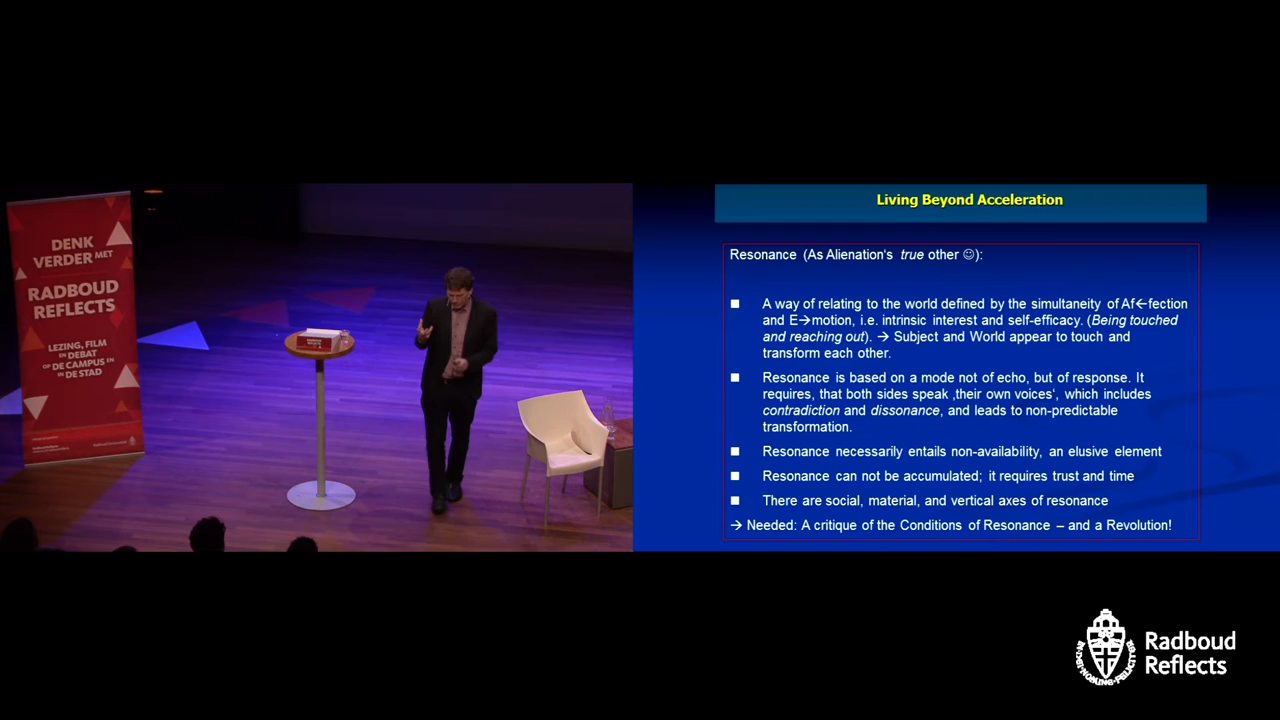 DENK
VERDER MET
RADBOUD
REFLECTS
LEZING, FILM
EN DEBAT
OP DE CAMPUS EN
IN DE STAD
Living Beyond Acceleration
Resonance (As Alienation's true other ☺):
■ A way of relating to the world defined by the simultaneity of Af←fection
and E→motion, i.e. intrinsic interest and self-efficacy. (Being touched
and reaching out). → Subject and World appear to touch and
transform each other.
■ Resonance is based on a mode not of echo, but of response. It
requires, that both sides speak ‚their own voices', which includes
contradiction and dissonance, and leads to non-predictable
transformation.
■ Resonance necessarily entails non-availability, an elusive element
■ Resonance can not be accumulated; it requires trust and time
■ There are social, material, and vertical axes of resonance
→ Needed: A critique of the Conditions of Resonance – and a Revolution!
Radboud
Reflects